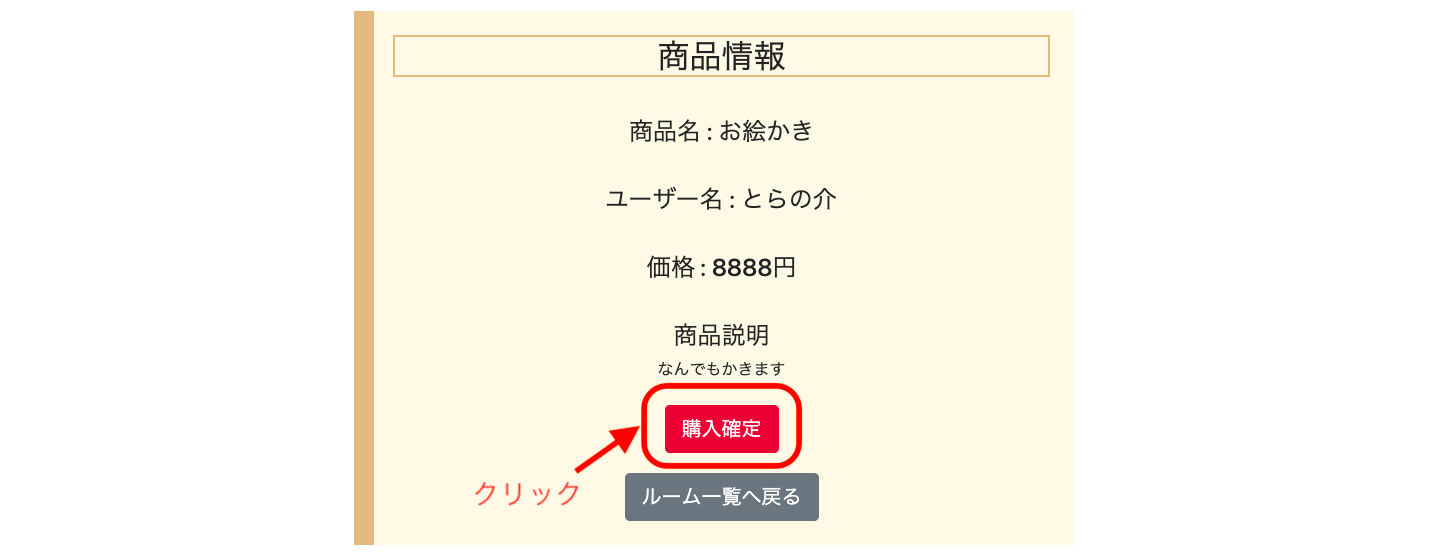 商品情報
商品名 : お絵かき
ユーザー名 : とらの介
価格 : 8888円
商品説明
なんでもかきます
購入確定
クリック
ルーム一覧へ戻る